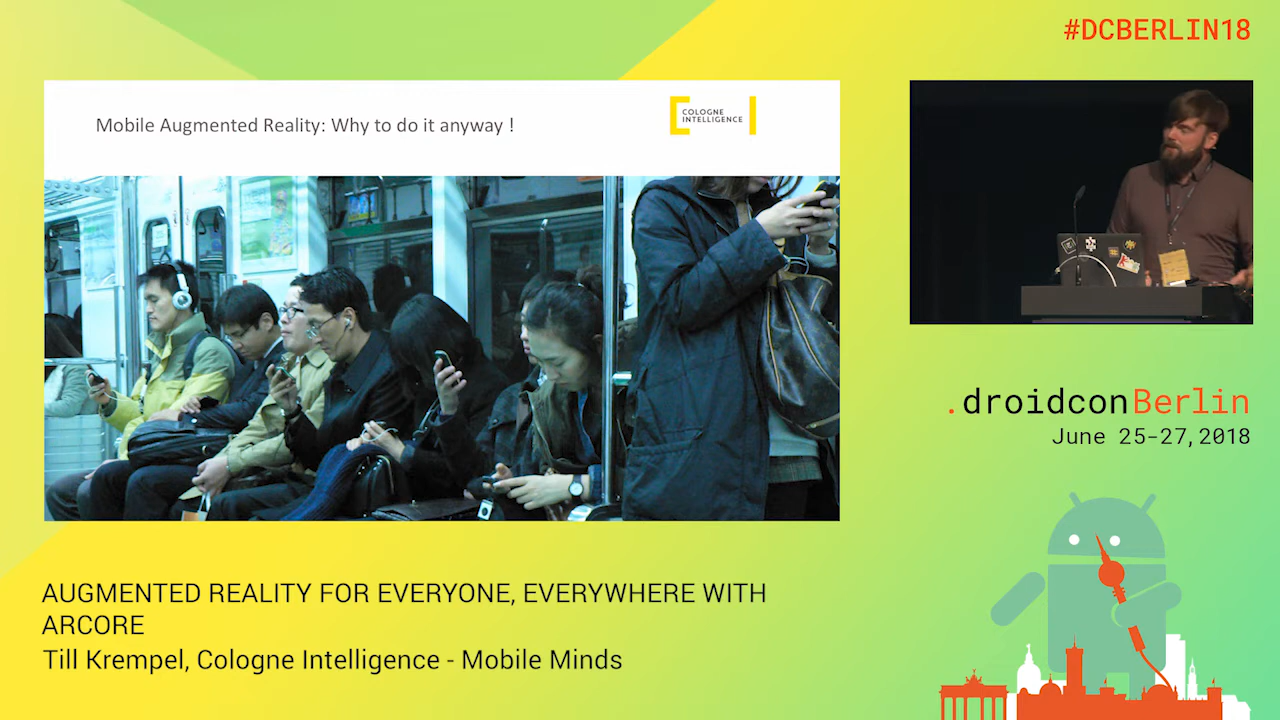 #DCBERLIN18
Mobile Augmented Reality: Why to do it anyway !
COLOGNE
INTELLIGENCE
.droidconBerlin
June 25-27,2018
AUGMENTED REALITY FOR EVERYONE, EVERYWHERE WITH
ARCORE
Till Krempel, Cologne Intelligence - Mobile Minds